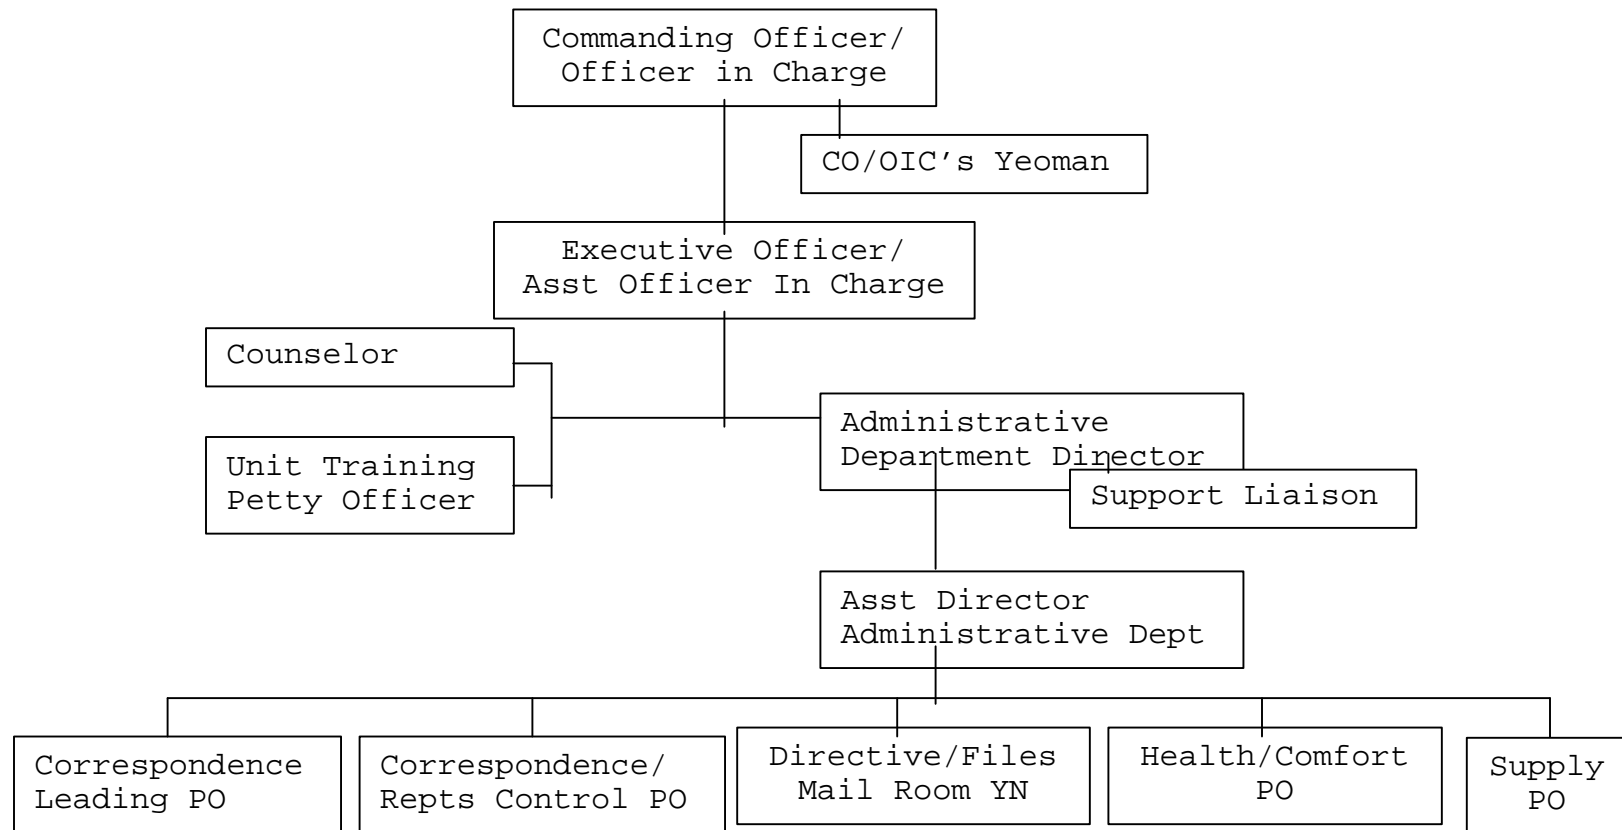 Commanding Officer/
Officer in Charge
CO/OIC's Yeoman
Executive Officer/
Asst Officer In Charge
Counselor
Unit Training
Petty Officer
Administrative
Department Director
Support Liaison
Asst Director
Administrative Dept
Correspondence
Leading PO
Correspondence/
Repts Control PO
Directive/Files
Mail Room YN
Health/Comfort
PO
Supply
PO